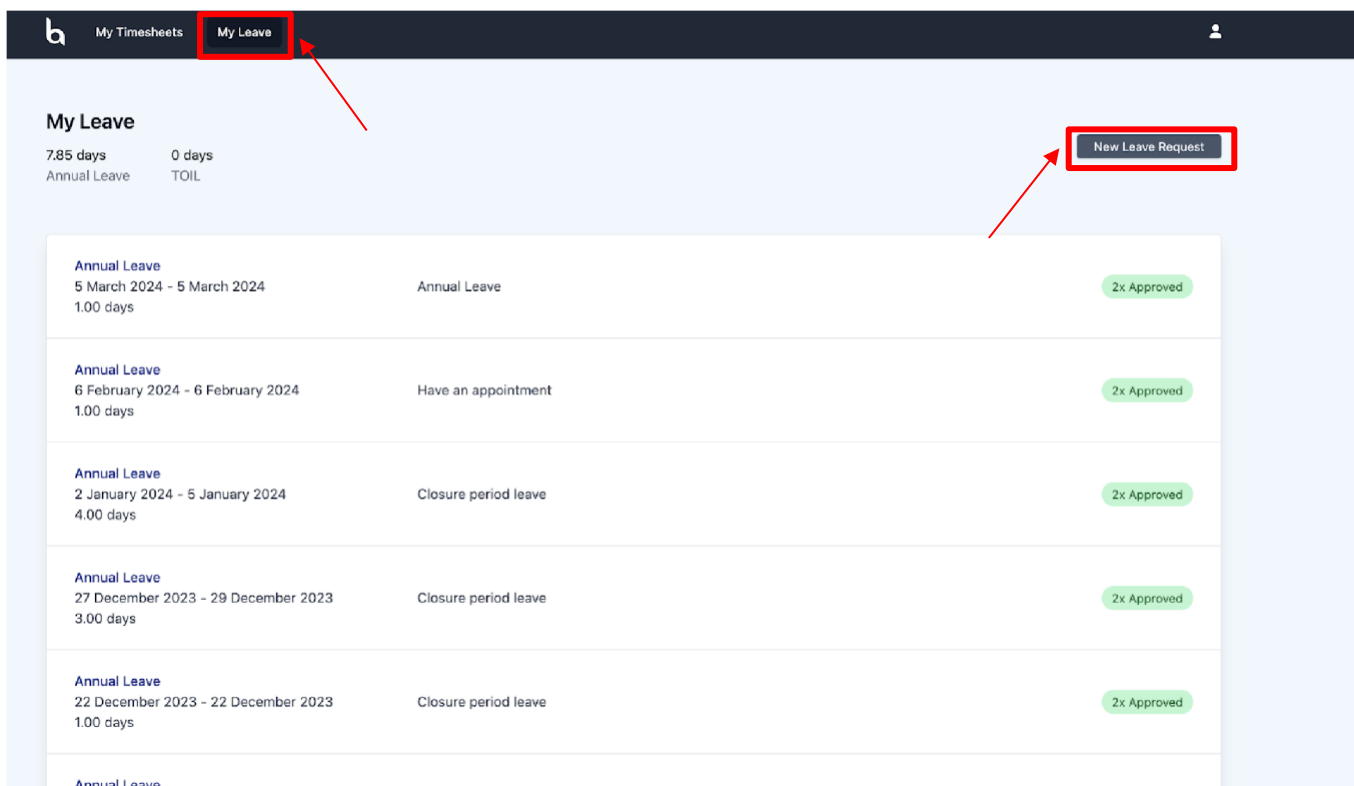 My Timesheets My Leave
My Leave
New Leave Request
7.85 days 0 days
Annual Leave TOIL
Annual Leave
5 March 2024 - 5 March 2024 Annual Leave 2x Approved
1.00 days
Annual Leave
6 February 2024 - 6 February 2024 Have an appointment 2x Approved
1.00 days
Annual Leave
2 January 2024 - 5 January 2024 Closure period leave 2x Approved
4.00 days
Annual Leave
27 December 2023 - 29 December 2023 Closure period leave 2x Approved
3.00 days
Annual Leave
22 December 2023 - 22 December 2023 Closure period leave 2x Approved
1.00 days
Annual Leave